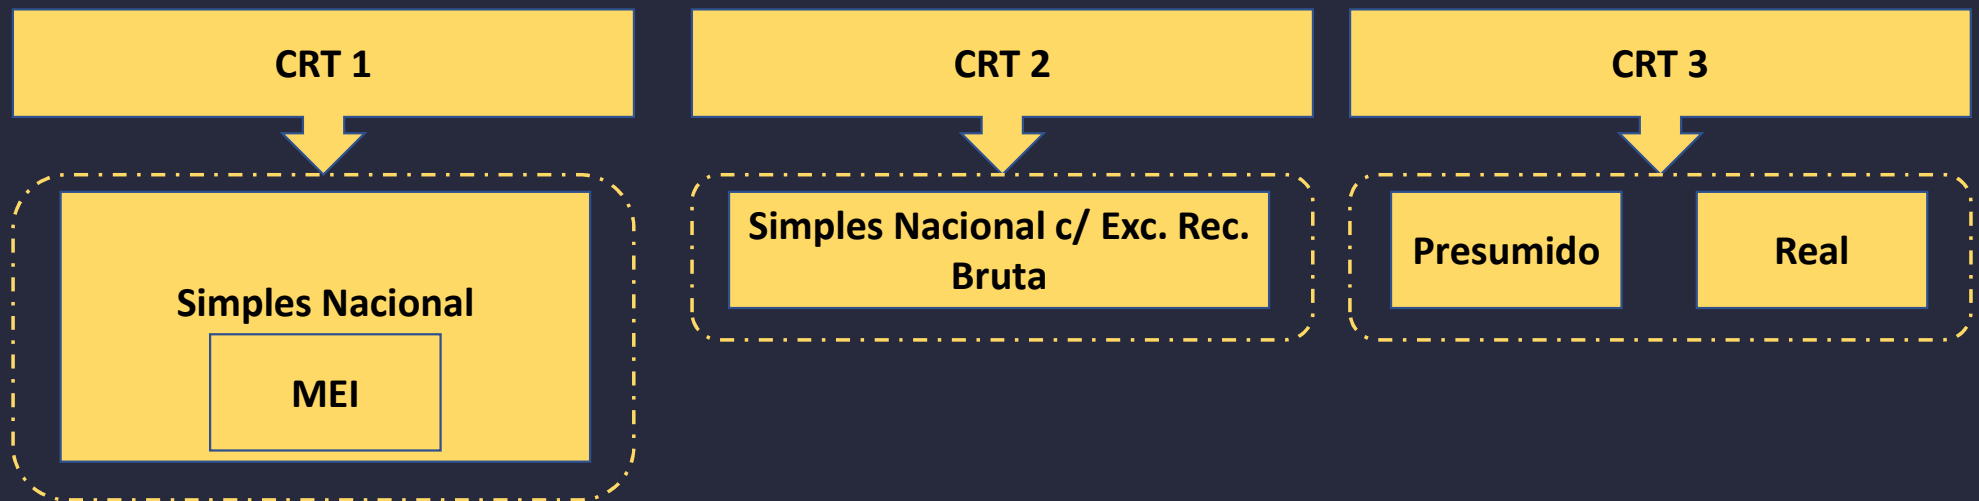 CRT 1
CRT 2
CRT 3
Simples Nacional
MEI
Simples Nacional c/ Exc. Rec.
Bruta
Presumido
Real